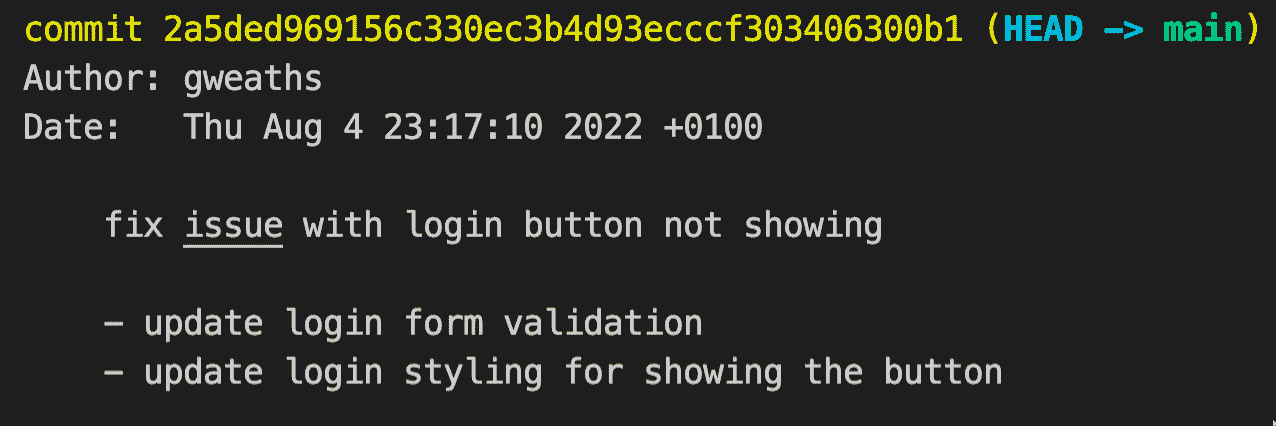 commit 2a5ded969156c330ec3b4d93ecccf303406300b1 (HEAD -> main)
Author: gweaths
Date:   Thu Aug 4 23:17:10 2022 +0100
fix issue with login button not showing
- update login form validation
- update login styling for showing the button